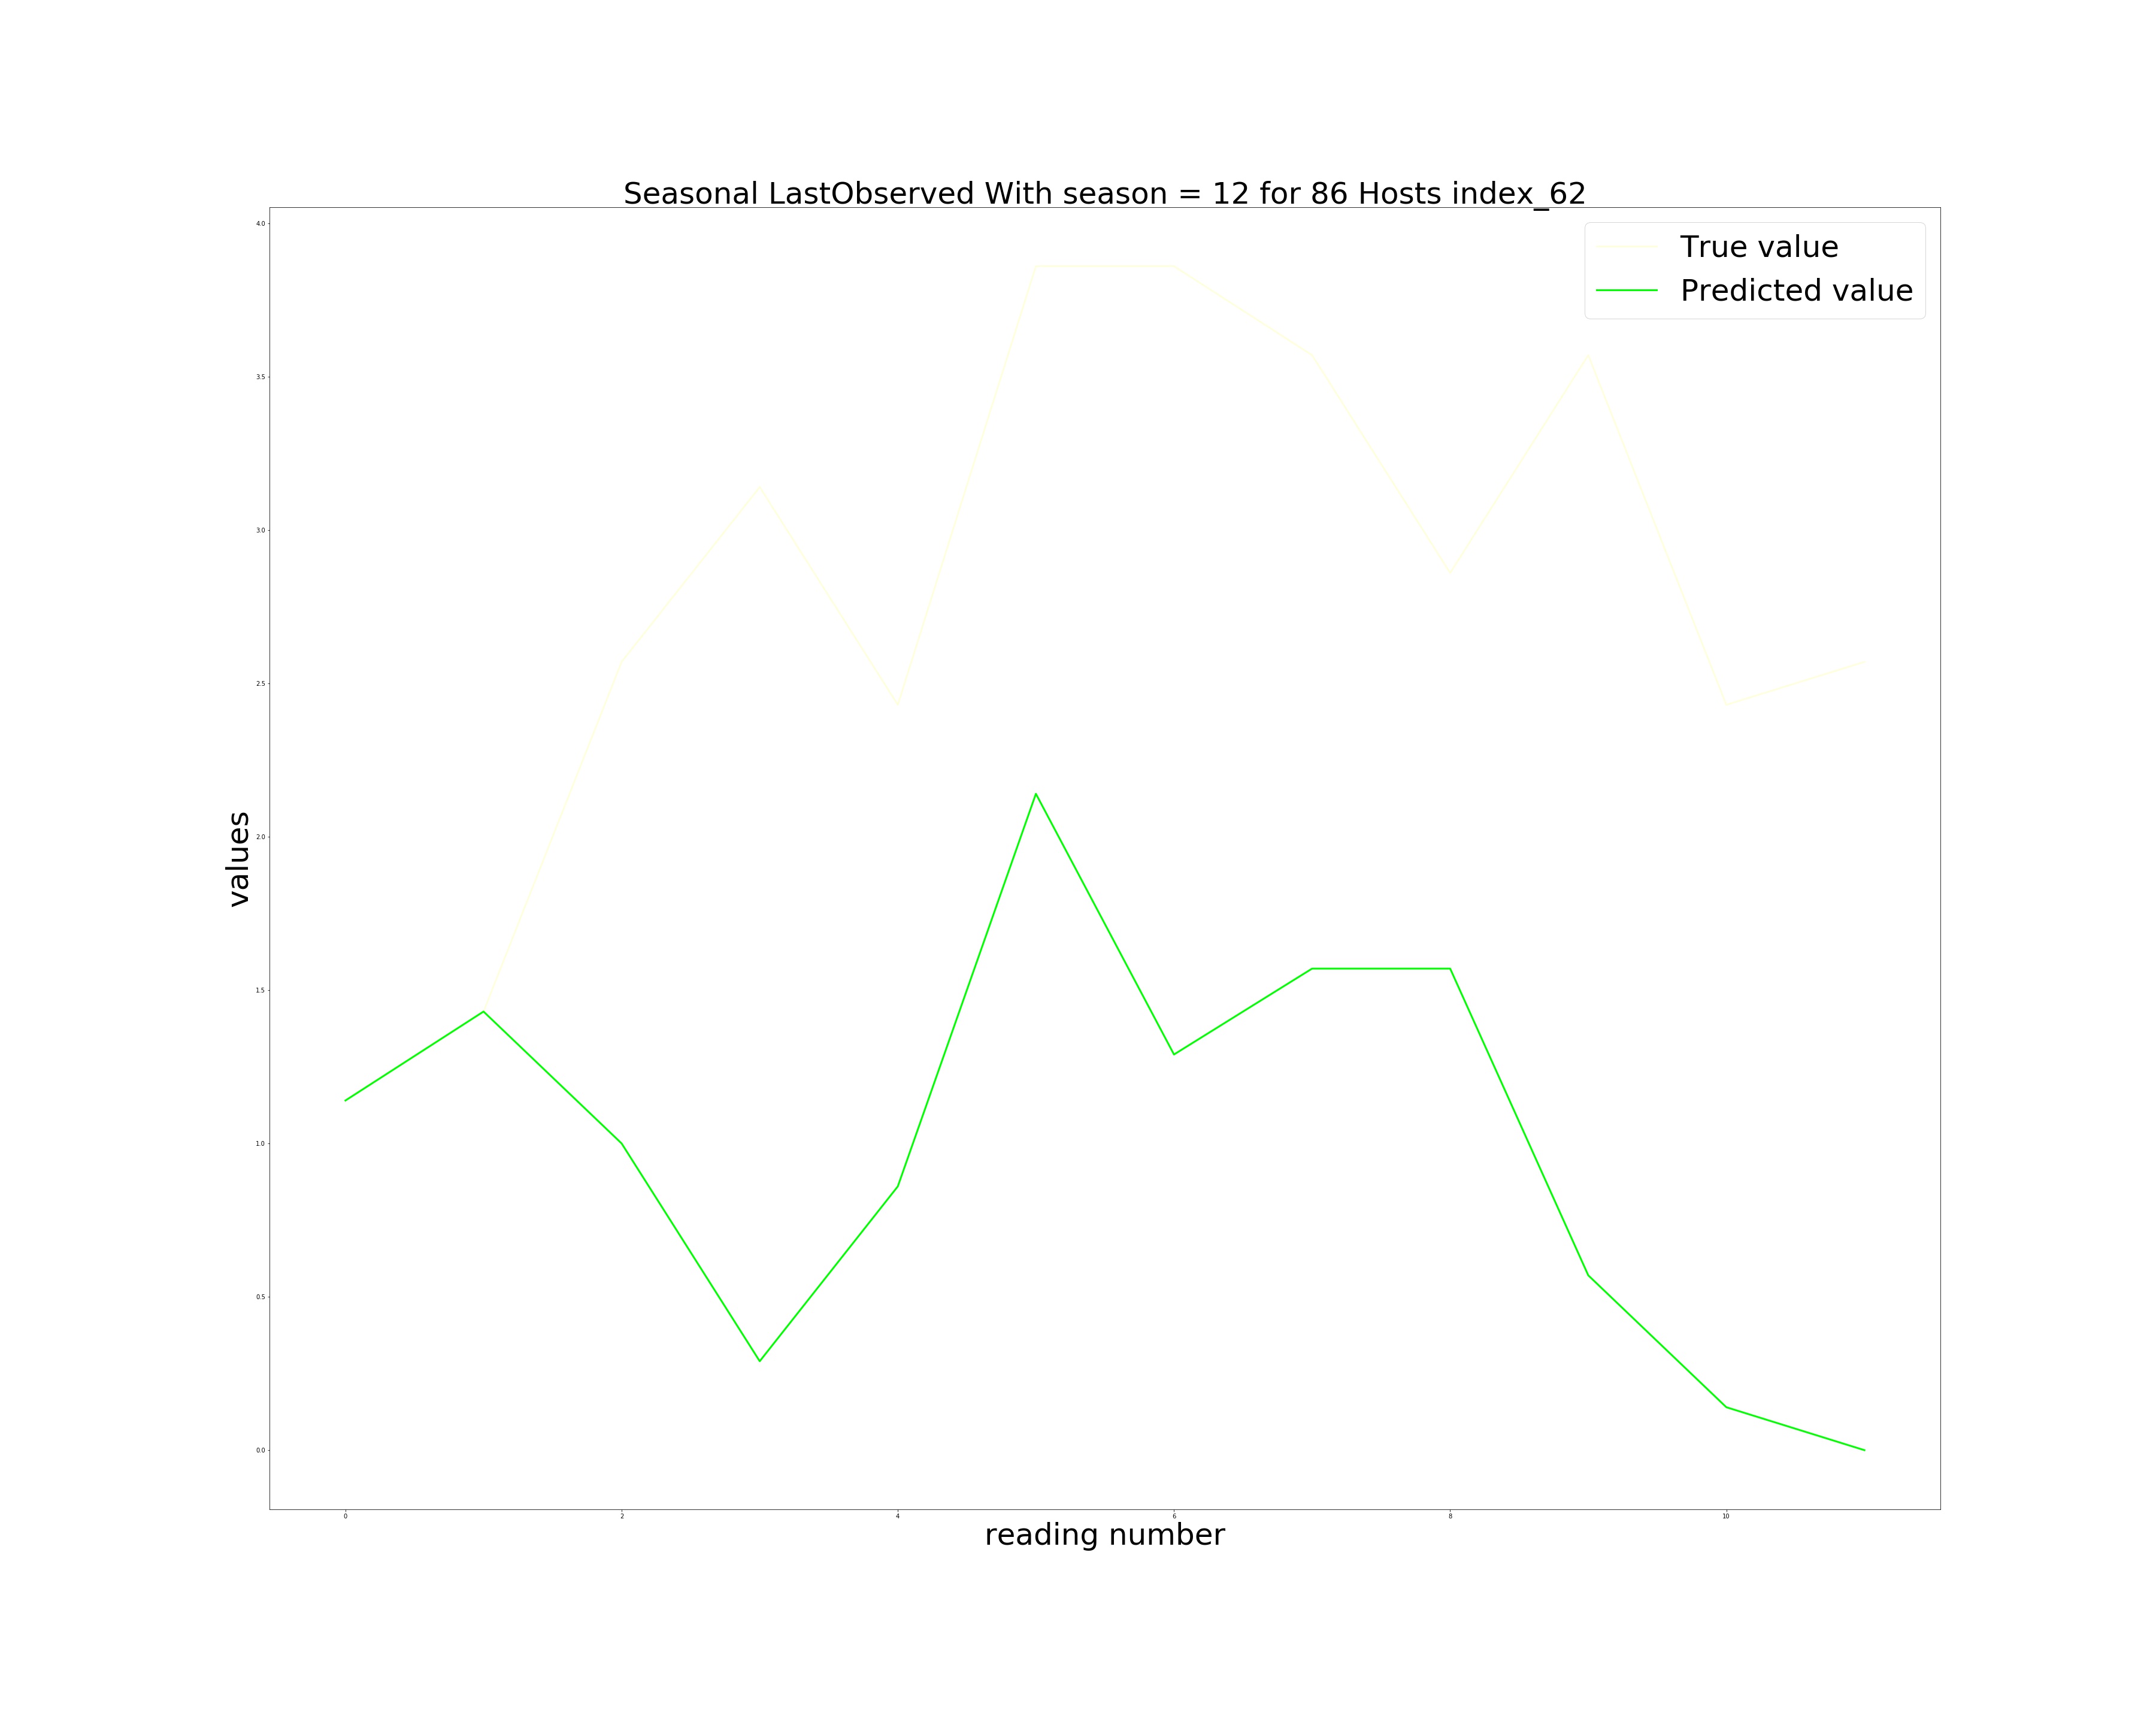 Seasonal LastObserved With season = 12 for 86 Hosts index_62
True value
Predicted value
4.0
3.5
3.0
2.5
2.0
1.5
1.0
0.5
0.0
values
0 2 4 6 8 10
reading number